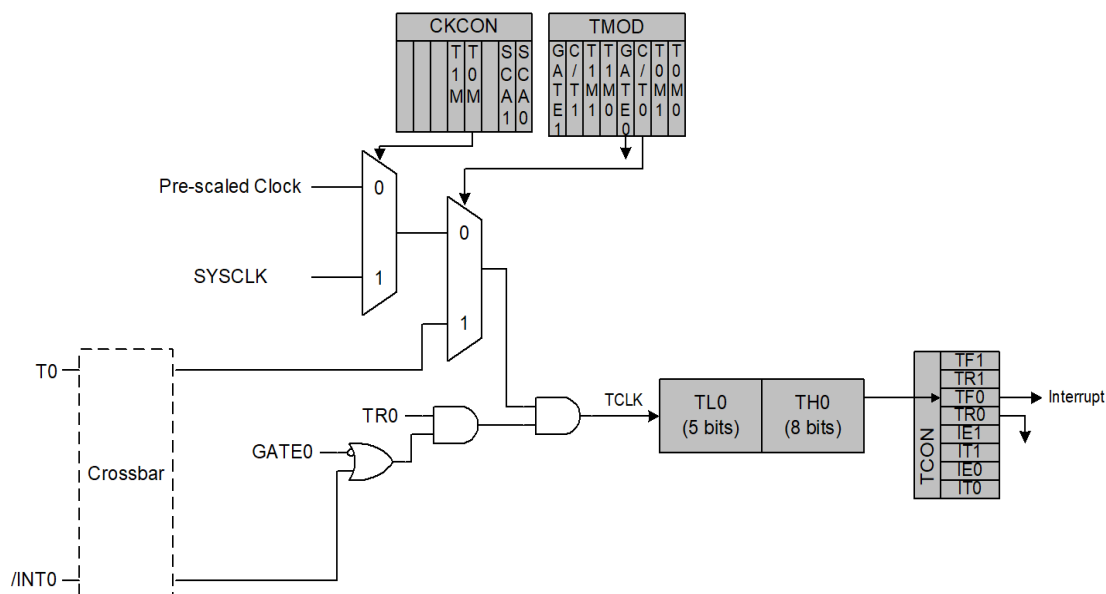 CKCON
T1M
T0M
SCA1
SCA0
TMOD
GATE1
C/T1
T1M1
T1M0
GATE0
C/T0
T0M1
T0M0
Pre-scaled Clock
0
SYSCLK
1
0
1
T0
Crossbar
/INT0
TR0
GATE0
TCLK
TL0
(5 bits)
TH0
(8 bits)
TCON
TF1
TR1
TF0
TR0
IE1
IT1
IE0
IT0
Interrupt